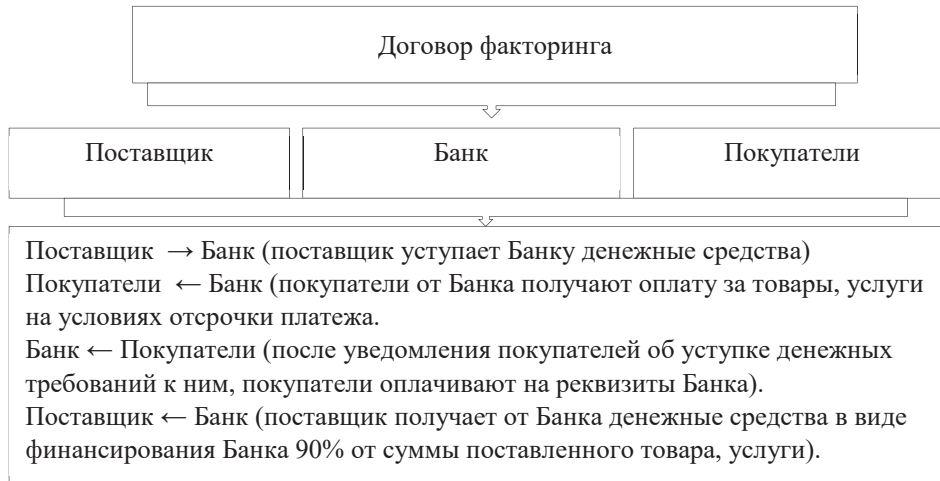 Договор факторинга
Поставщик
Банк
Покупатели
Поставщик → Банк (поставщик уступает Банку денежные средства)
Покупатели ← Банк (покупатели от Банка получают оплату за товары, услуги
на условиях отсрочки платежа.
Банк ← Покупатели (после уведомления покупателей об уступке денежных
требований к ним, покупатели оплачивают на реквизиты Банка).
Поставщик ← Банк (поставщик получает от Банка денежные средства в виде
финансирования Банка 90% от суммы поставленного товара, услуги).